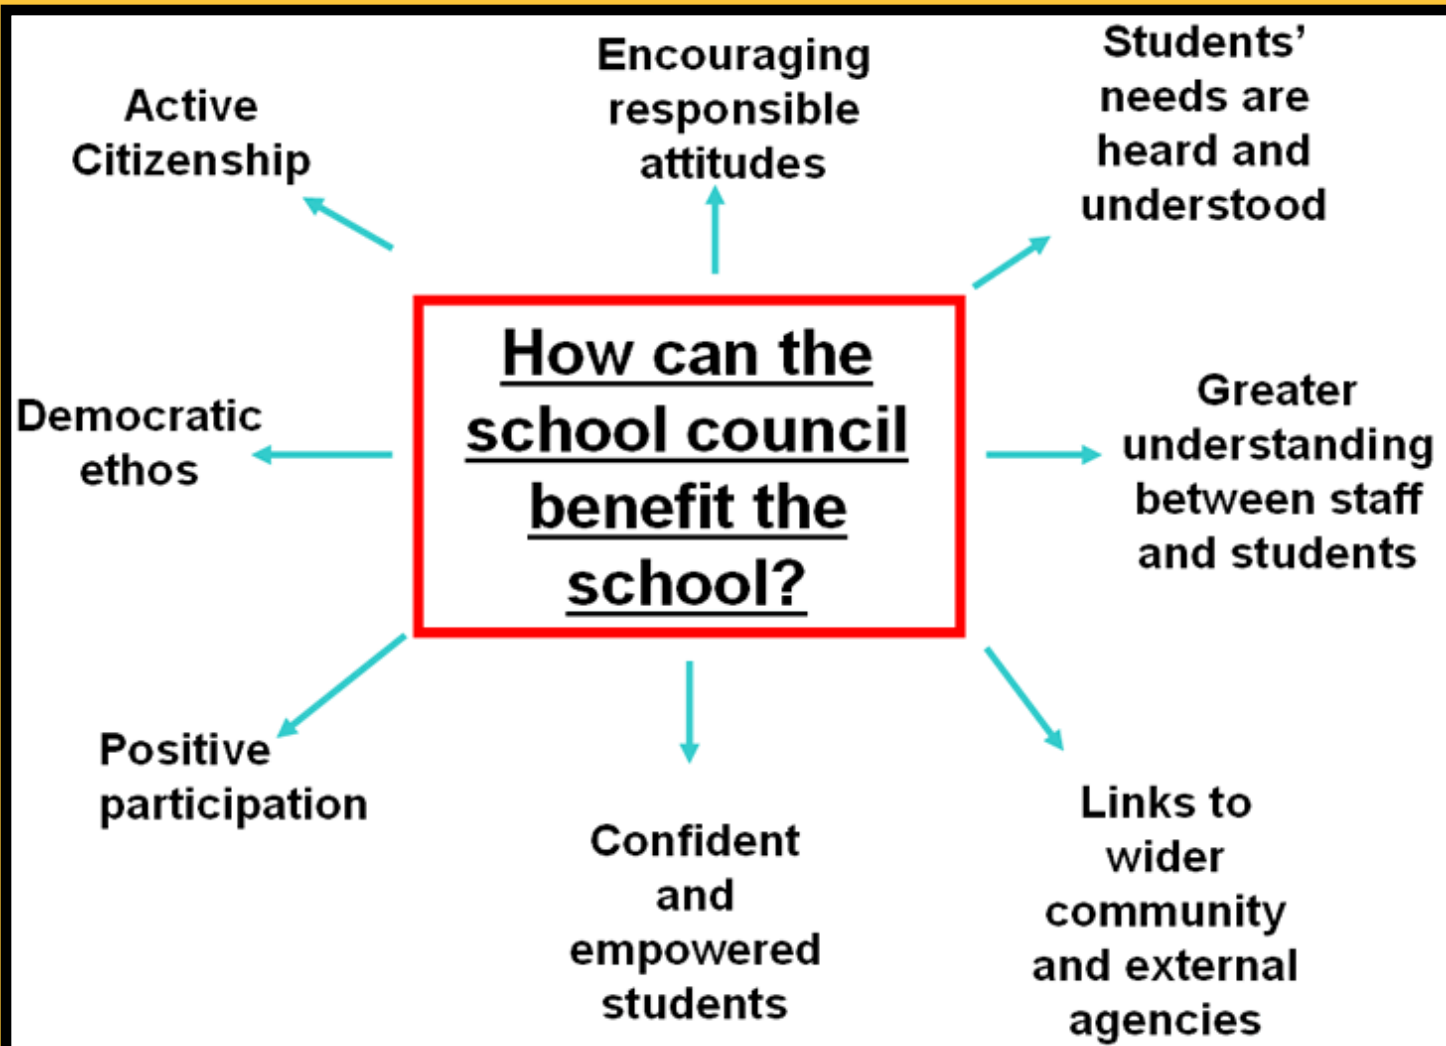 Active
Citizenship
Encouraging
responsible
attitudes
Students’
needs are
heard and
understood
How can the
school council
benefit the
school?
Democratic
ethos
Greater
understanding
between staff
and students
Positive
participation
Confident
and
empowered
students
Links to
wider
community
and external
agencies